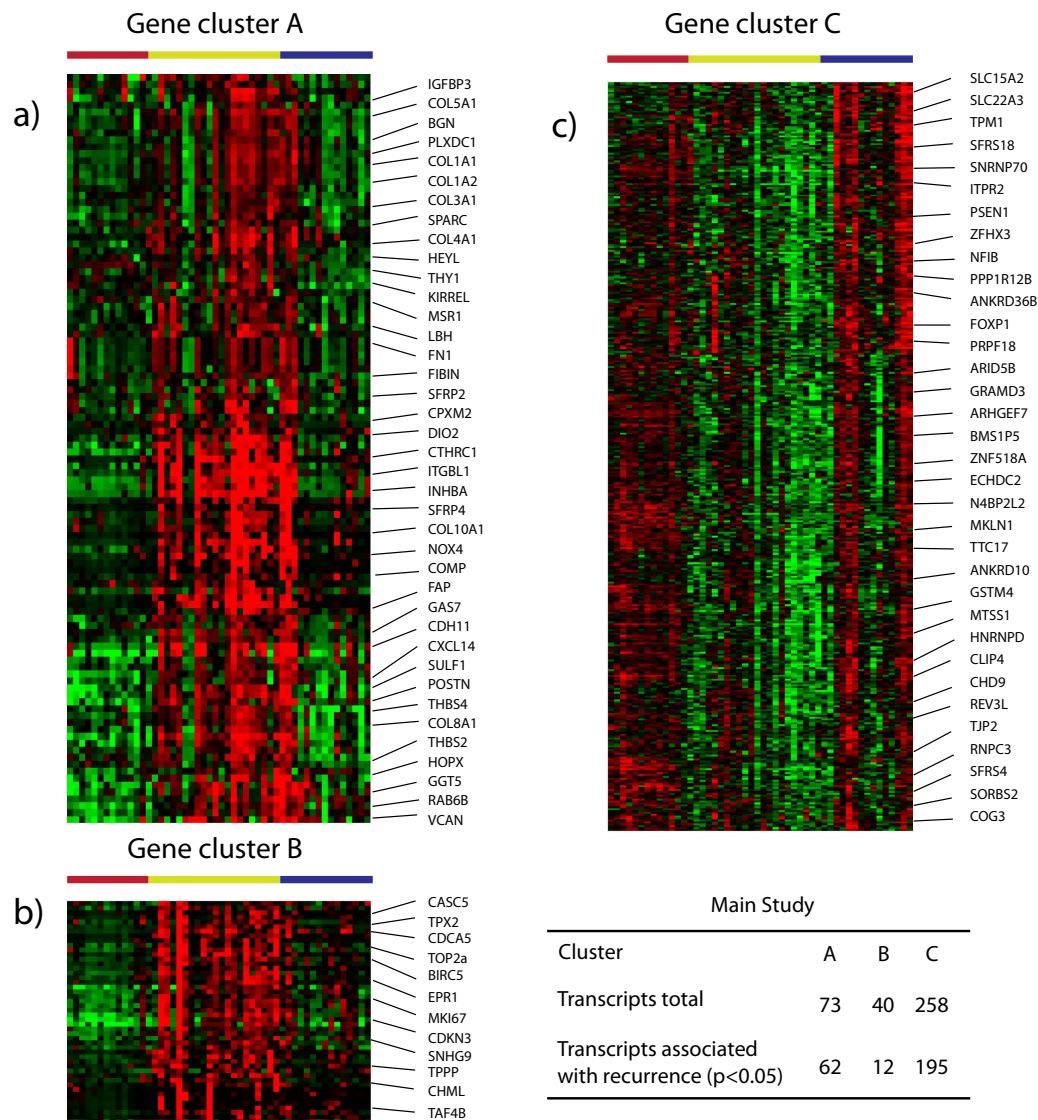 Gene cluster A
a)
IGFBP3
COL5A1
BGN
PLXDC1
COL1A1
COL1A2
COL3A1
SPARC
COL4A1
HEYL
THY1
KIRREL
MSR1
LBH
FN1
FIBIN
SFRP2
CPXM2
DIO2
CTHRC1
ITGBL1
INHBA
SFRP4
COL10A1
NOX4
COMP
FAP
GAS7
CDH11
CXCL14
SULF1
POSTN
THBS4
COL8A1
THBS2
HOPX
GGT5
RAB6B
VCAN
Gene cluster B
b)
CASC5
TPX2
CDCA5
TOP2a
BIRC5
EPR1
MKI67
CDKN3
SNHG9
TPPP
CHML
TAF4B
Gene cluster C
c)
SLC15A2
SLC22A3
TPM1
SFRS18
SNRNP70
ITPR2
PSEN1
ZFHX3
NFIB
PPP1R12B
ANKRD36B
FOXP1
PRPF18
ARID5B
GRAMD3
ARHGEF7
BMS1P5
ZNF518A
ECHDC2
N4BP2L2
MKLN1
TTC17
ANKRD10
GSTM4
MTSS1
HNRNPD
CLIP4
CHD9
REV3L
TJP2
RNPC3
SFRS4
SORBS2
COG3
Main Study
Cluster A B C
Transcripts total 73 40 258
Transcripts associated
with recurrence (p<0.05) 62 12 195